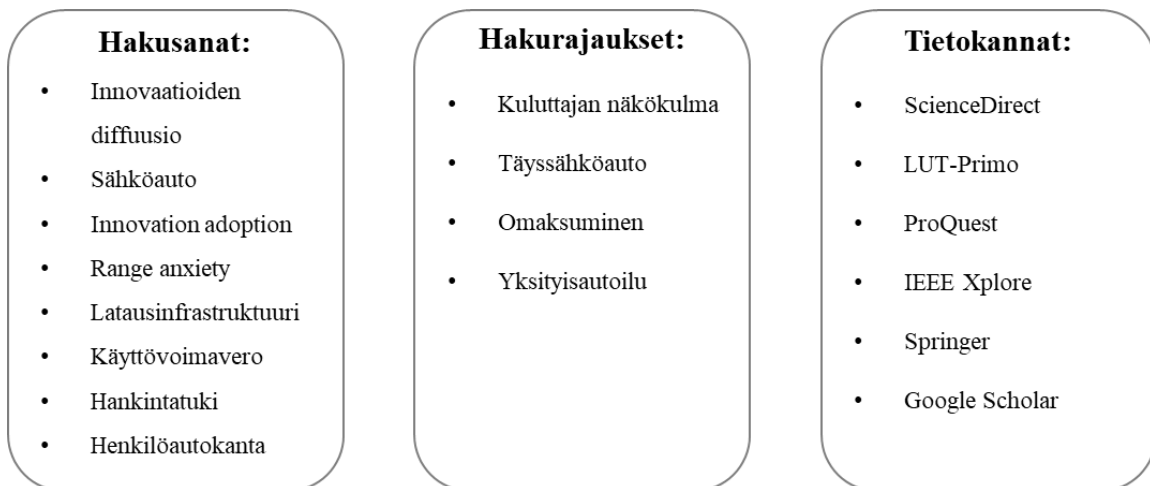 Hakusanat:
• Innovaatioiden
diffuusio
• Sähköauto
• Innovation adoption
• Range anxiety
• Latausinfrastruktuuri
• Käyttövoimavero
• Hankintatuki
• Henkilöautokanta
Hakurajaukset:
• Kuluttajan näkökulma
• Täyssähköauto
• Omaksuminen
• Yksityisautoilu
Tietokannat:
• ScienceDirect
• LUT-Primo
• ProQuest
• IEEE Xplore
• Springer
• Google Scholar